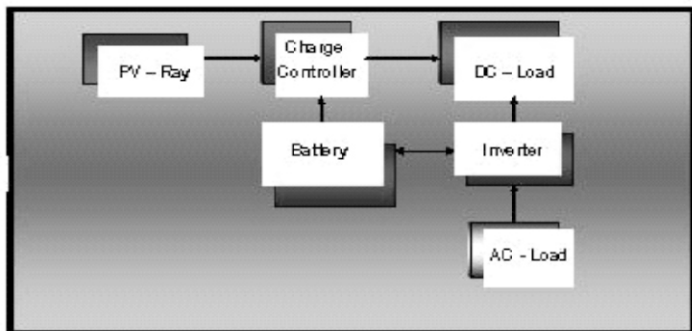 PV - Ray
Charge
Controller
DC - Load
Battery
Inverter
AC - Load